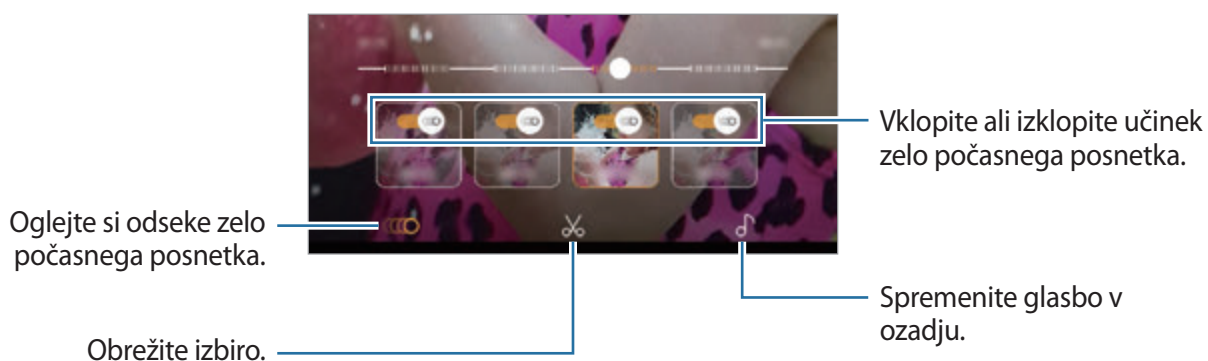 Vklopite ali izklopite učinek
zelo počasnega posnetka.
Oglejte si odseke zelo
počasnega posnetka.
Spremenite glasbo v
ozadju.
Obrežite izbiro.